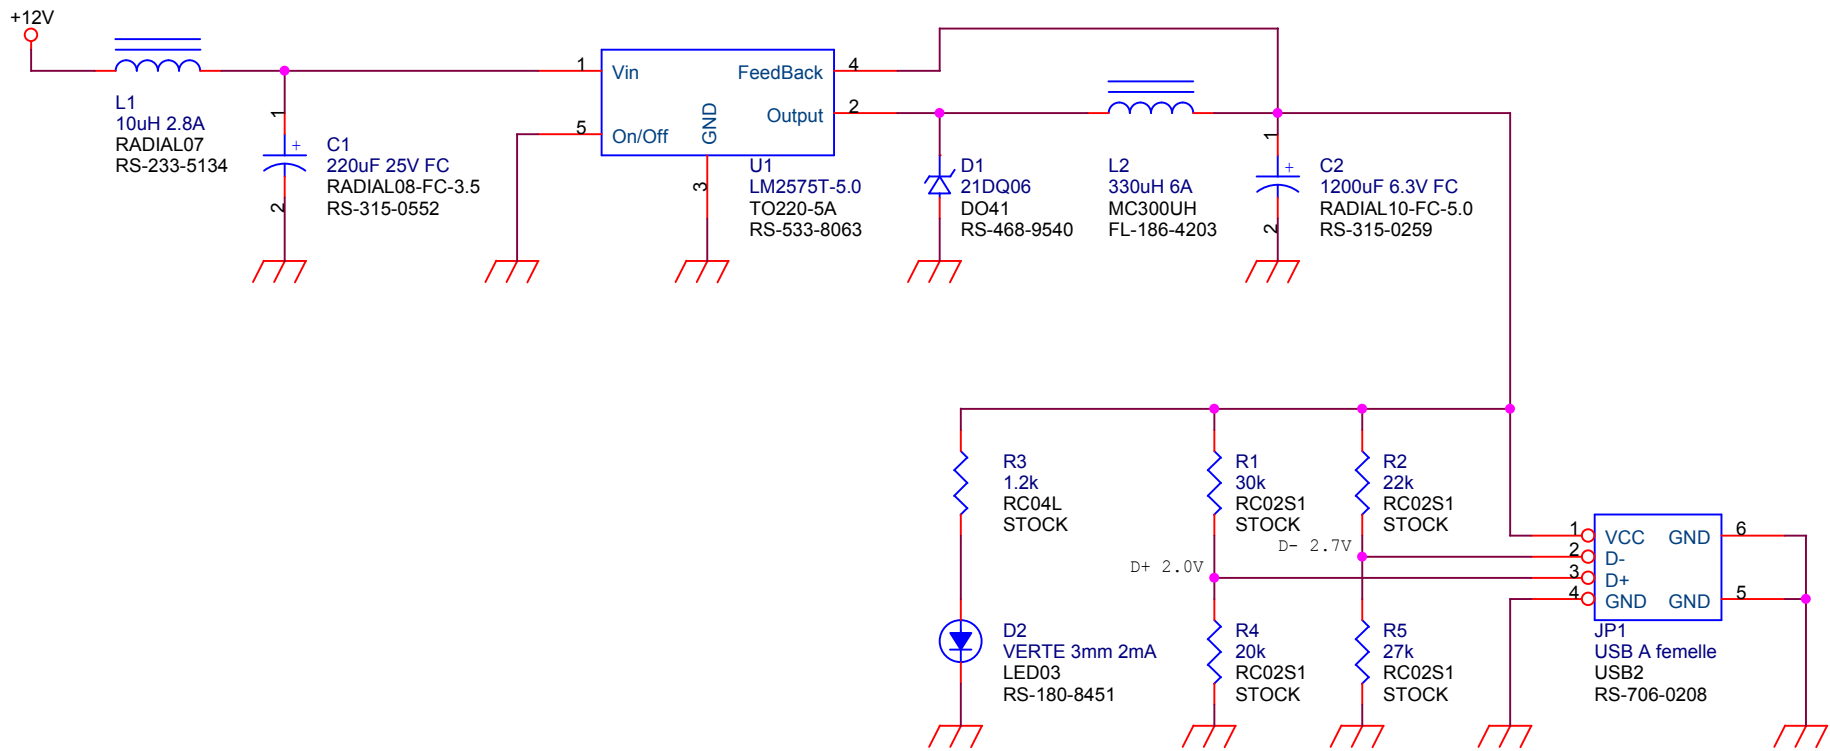 +12V
L1
10uH 2.8A
RADIAL07
RS-233-5134
1
+
2
C1
220uF 25V FC
RADIAL08-FC-3.5
RS-315-0552
1
Vin
FeedBack
4
Output
2
5
On/Off
GND
3
U1
LM2575T-5.0
TO220-5A
RS-533-8063
D1
21DQ06
DO41
RS-468-9540
L2
330uH 6A
MC300UH
FL-186-4203
1
+
2
C2
1200uF 6.3V FC
RADIAL10-FC-5.0
RS-315-0259
R3
1.2k
RC04L
STOCK
R1
30k
RC02S1
STOCK
R2
22k
RC02S1
STOCK
D- 2.7V
D+ 2.0V
1
VCC
GND
6
2
D-
3
D+
4
GND
GND
5
JP1
USB A femelle
USB2
RS-706-0208
D2
VERTE 3mm 2mA
LED03
RS-180-8451
R4
20k
RC02S1
STOCK
R5
27k
RC02S1
STOCK